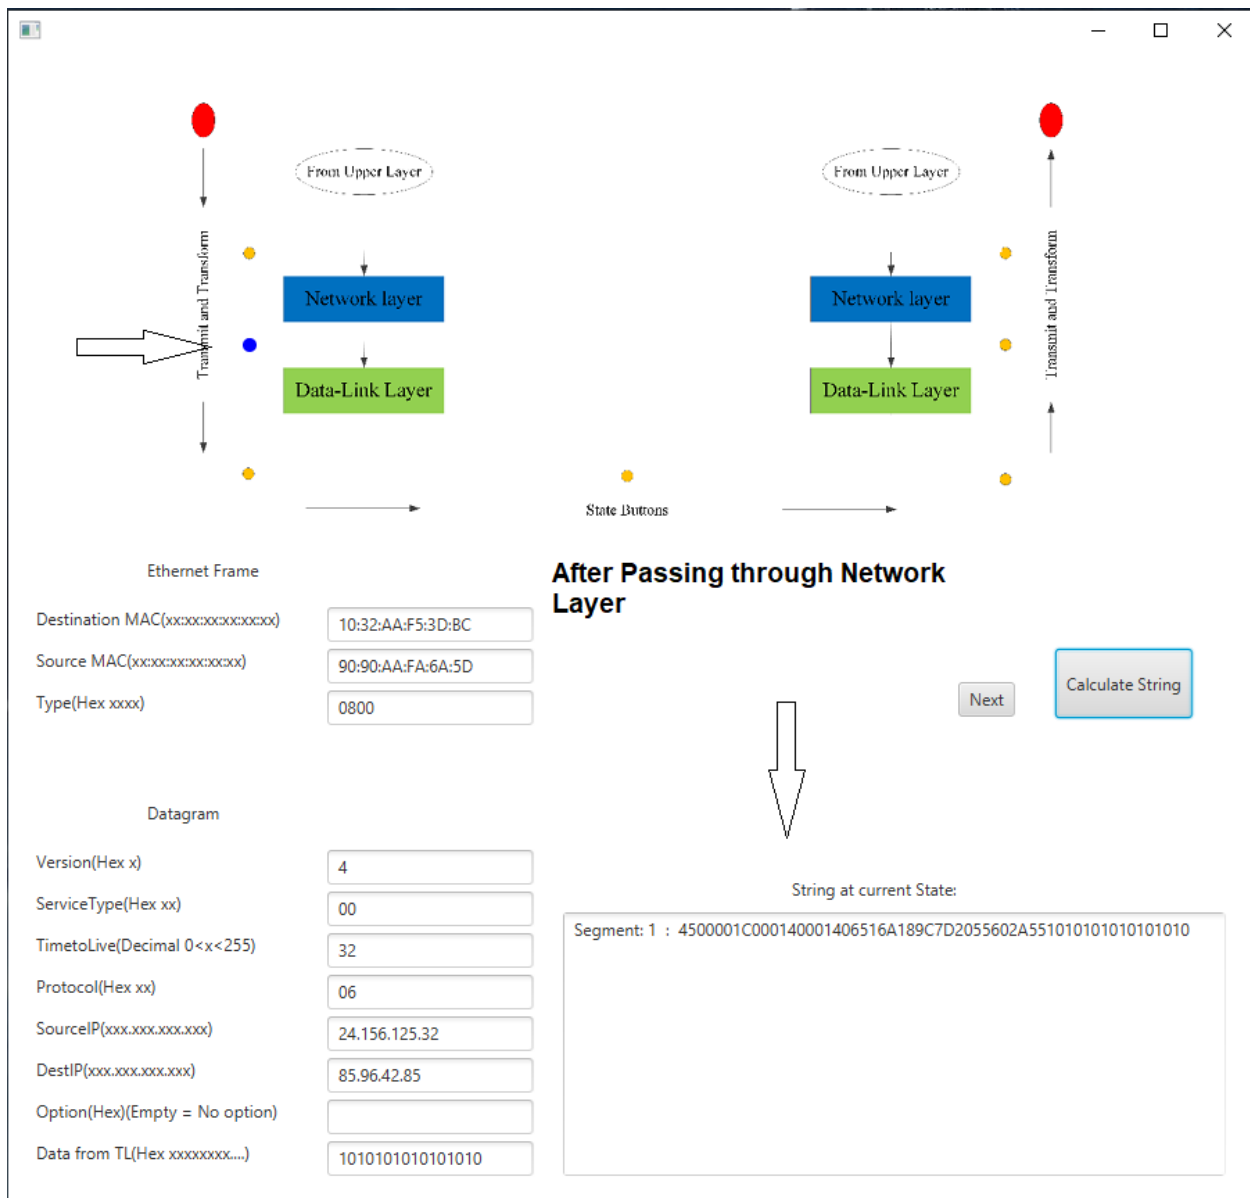 From Upper Layer
From Upper Layer
Transmit and Transform
Transmit and Transform
Network layer
Network layer
Data-Link Layer
Data-Link Layer
State Buttons
Ethernet Frame
After Passing through Network
Layer
Destination MAC(xx:xx:xx:xx:xx:xx)
10:32:AA:F5:3D:BC
Source MAC(xx:xx:xx:xx:xx:xx)
90:90:AA:FA:6A:5D
Type(Hex xxxx)
0800
Next
Calculate String
Datagram
Version(Hex x)
4
ServiceType(Hex xx)
00
TimetoLive(Decimal 0<x<255)
32
Protocol(Hex xx)
06
SourceIP(xxx.xxx.xxx.xxx)
24.156.125.32
DestIP(xxx.xxx.xxx.xxx)
85.96.42.85
Option(Hex)(Empty = No option)
Data from TL(Hex xxxxxxxx....)
1010101010101010
String at current State:
Segment: 1 : 4500001C000140001406516A189C7D2055602A551010101010101010